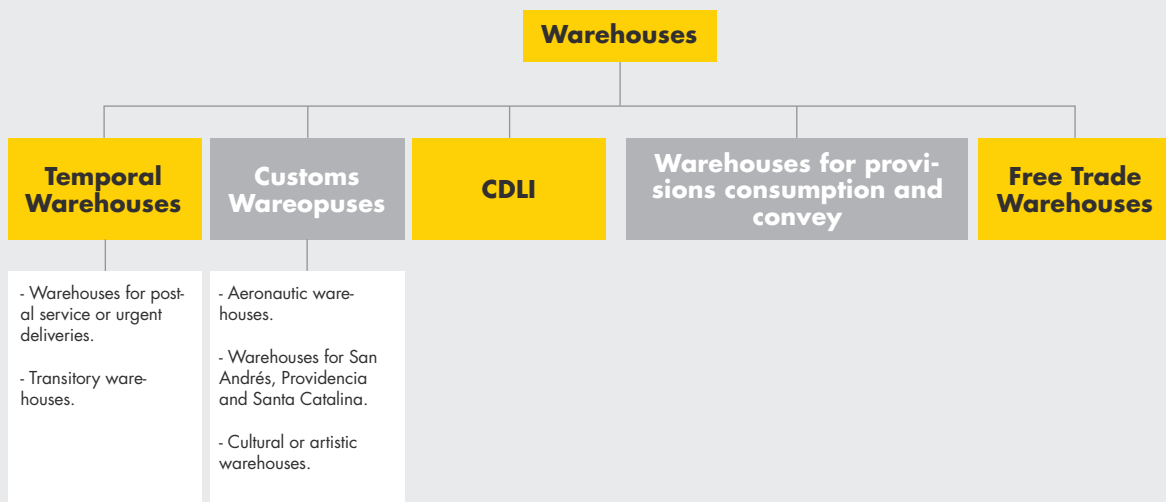 Warehouses
Temporal
Warehouses
Customs
Wareopuses
CDLI
Warehouses for provi-
sions consumption and
convey
Free Trade
Warehouses
- Warehouses for post-
al service or urgent
deliveries.
- Transitory ware-
houses.
- Aeronautic ware-
houses.
- Warehouses for San
Andrés, Providencia
and Santa Catalina.
- Cultural or artistic
warehouses.